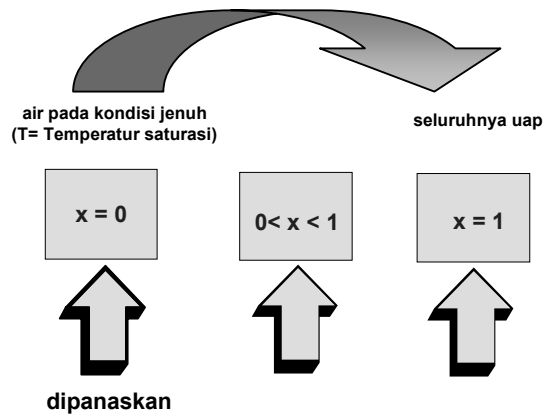 air pada kondisi jenuh
(T= Temperatur saturasi)
seluruhnya uap
x = 0
0< x < 1
x = 1
dipanaskan